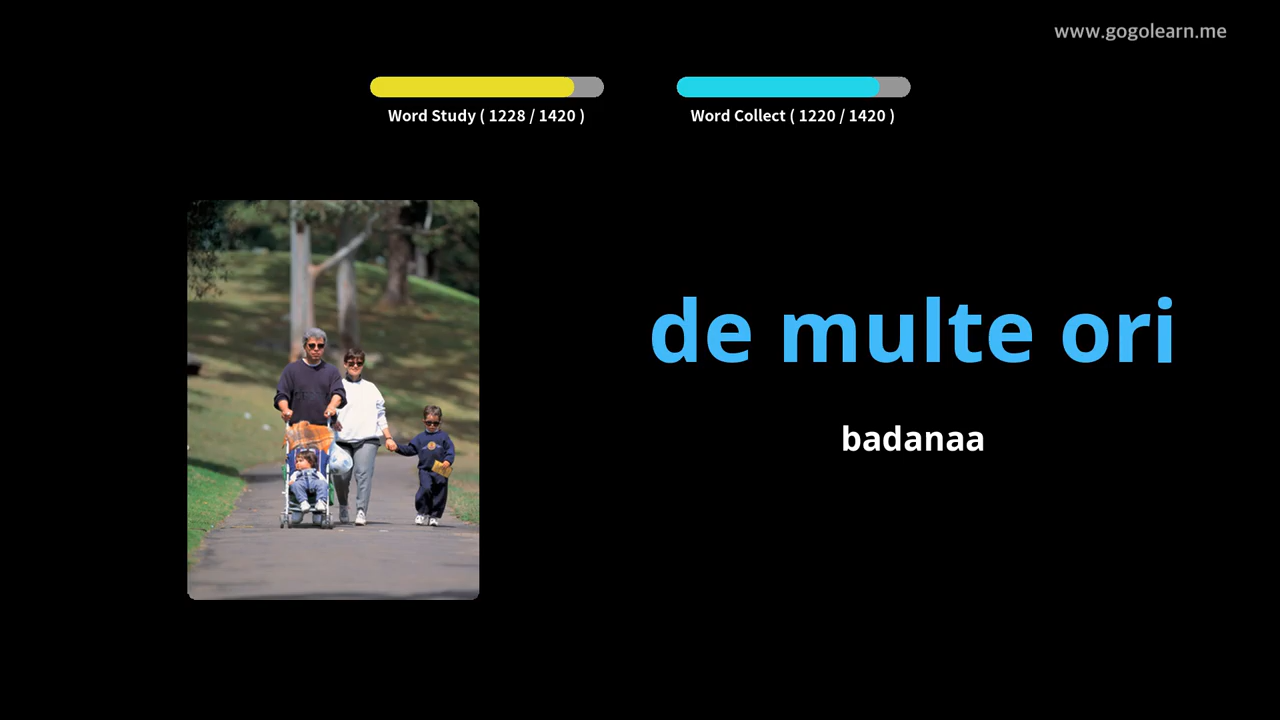 www.gogolearn.me
Word Study ( 1228 / 1420 )
Word Collect ( 1220 / 1420 )
de multe ori
badanaa